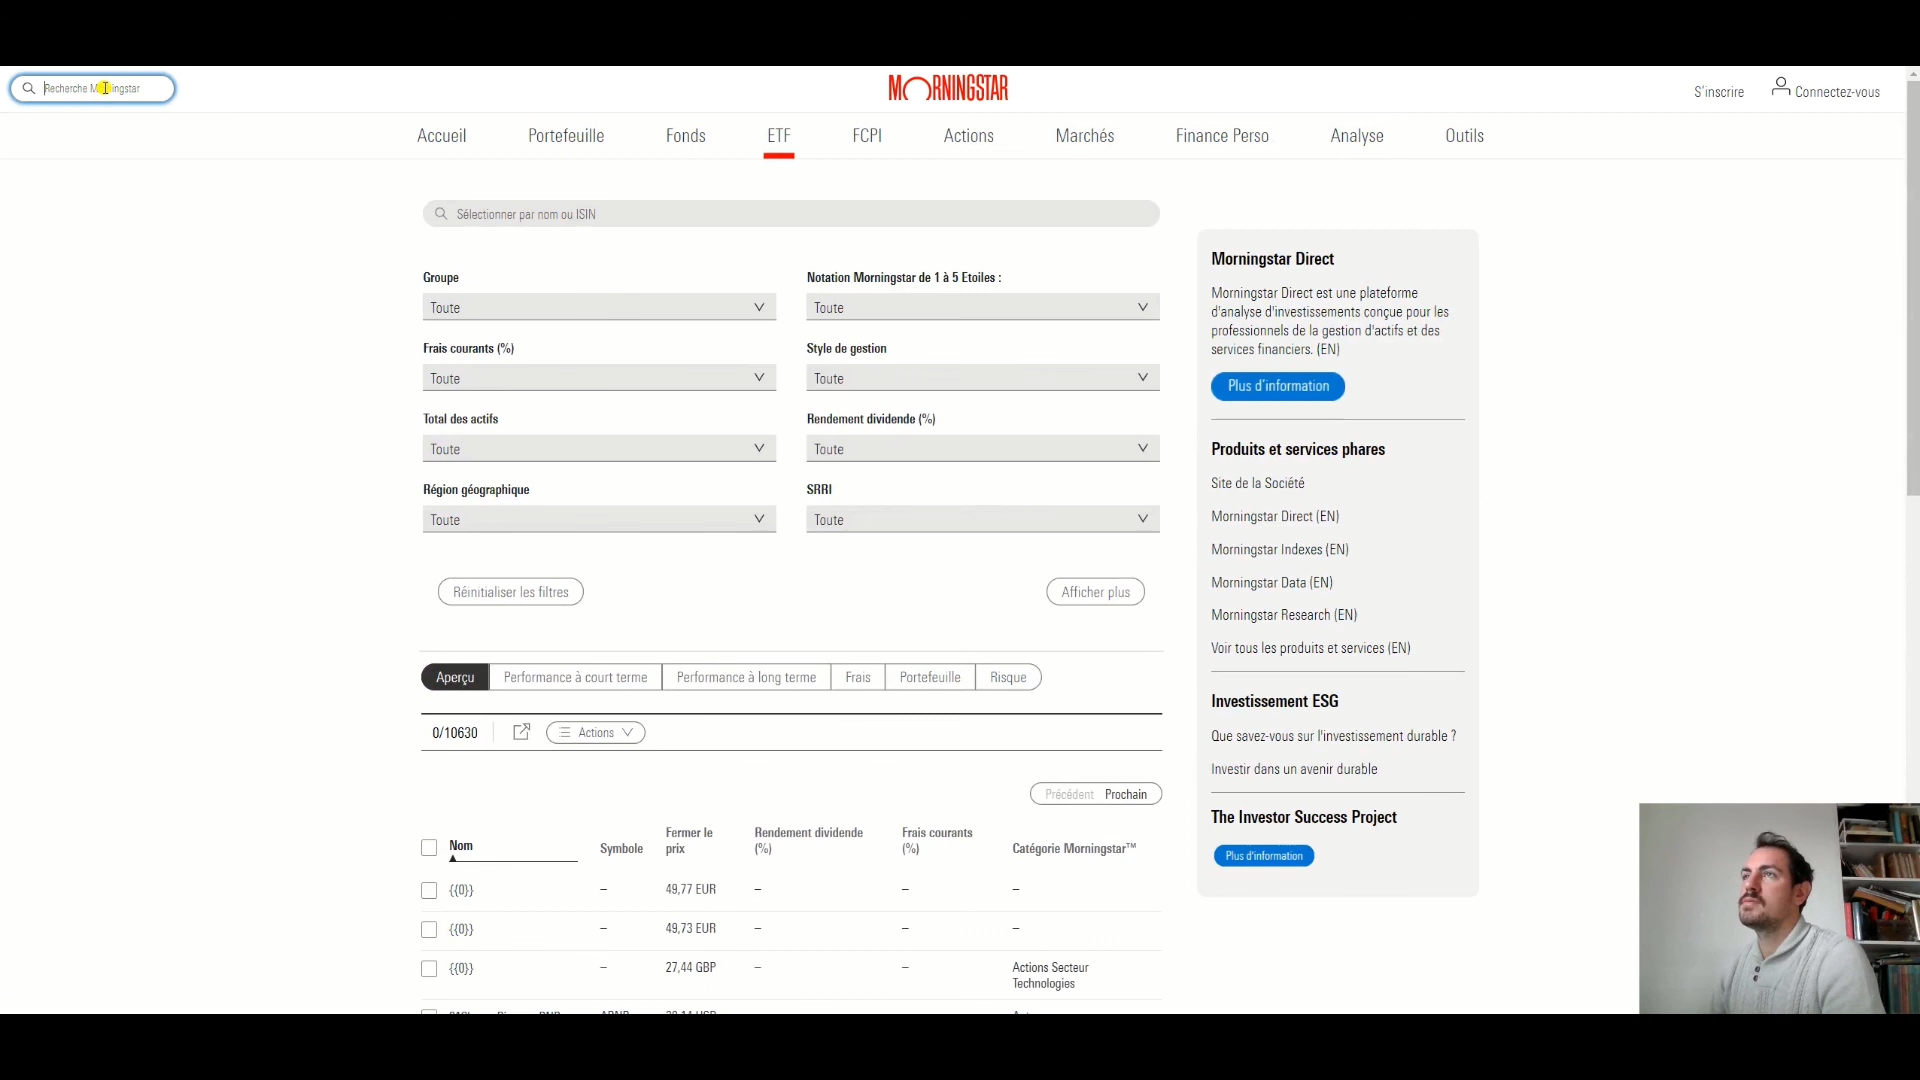 Recherche Morningstar
MORNINGSTAR
S'inscrire
Connectez-vous
Accueil
Portefeuille
Fonds
ETF
FCPI
Actions
Marchés
Finance Perso
Analyse
Outils
Sélectionner par nom ou ISIN
Groupe
Toute
Notation Morningstar de 1 à 5 Etoiles :
Toute
Frais courants (%)
Toute
Style de gestion
Toute
Total des actifs
Toute
Rendement dividende (%)
Toute
Région géographique
Toute
SRRI
Toute
Réinitialiser les filtres
Afficher plus
Aperçu
Performance à court terme
Performance à long terme
Frais
Portefeuille
Risque
0/10630
Actions
Précédent
Prochain
Nom
Symbole
Fermer le
prix
Rendement dividende
(%)
Frais courants
(%)
Catégorie Morningstar™
{{0}}
–
49,77 EUR
–
–
–
{{0}}
–
49,73 EUR
–
–
–
{{0}}
–
27,44 GBP
–
–
Actions Secteur
Technologies
Morningstar Direct
Morningstar Direct est une plateforme
d'analyse d'investissements conçue pour les
professionnels de la gestion d'actifs et des
services financiers. (EN)
Plus d'information
Produits et services phares
Site de la Société
Morningstar Direct (EN)
Morningstar Indexes (EN)
Morningstar Data (EN)
Morningstar Research (EN)
Voir tous les produits et services (EN)
Investissement ESG
Que savez-vous sur l'investissement durable ?
Investir dans un avenir durable
The Investor Success Project
Plus d'information